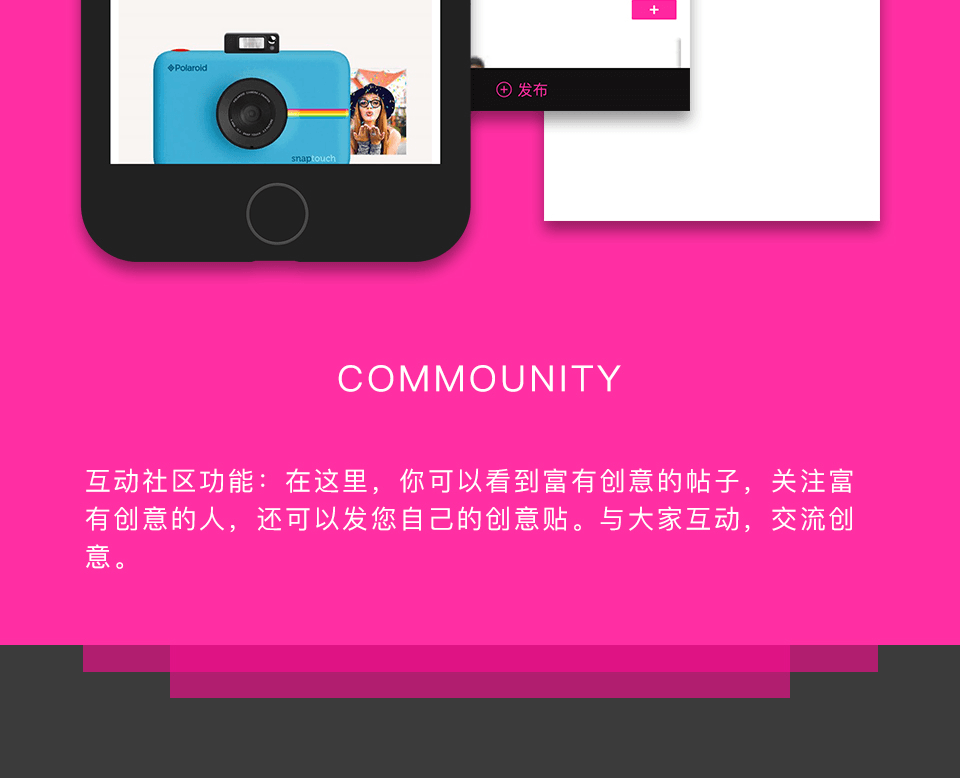 +
Polaroid
发布
snaptouch
COMMOUNITY
互动社区功能：在这里，你可以看到富有创意的帖子，关注富
有创意的人，还可以发您自己的创意贴。与大家互动，交流创
意。